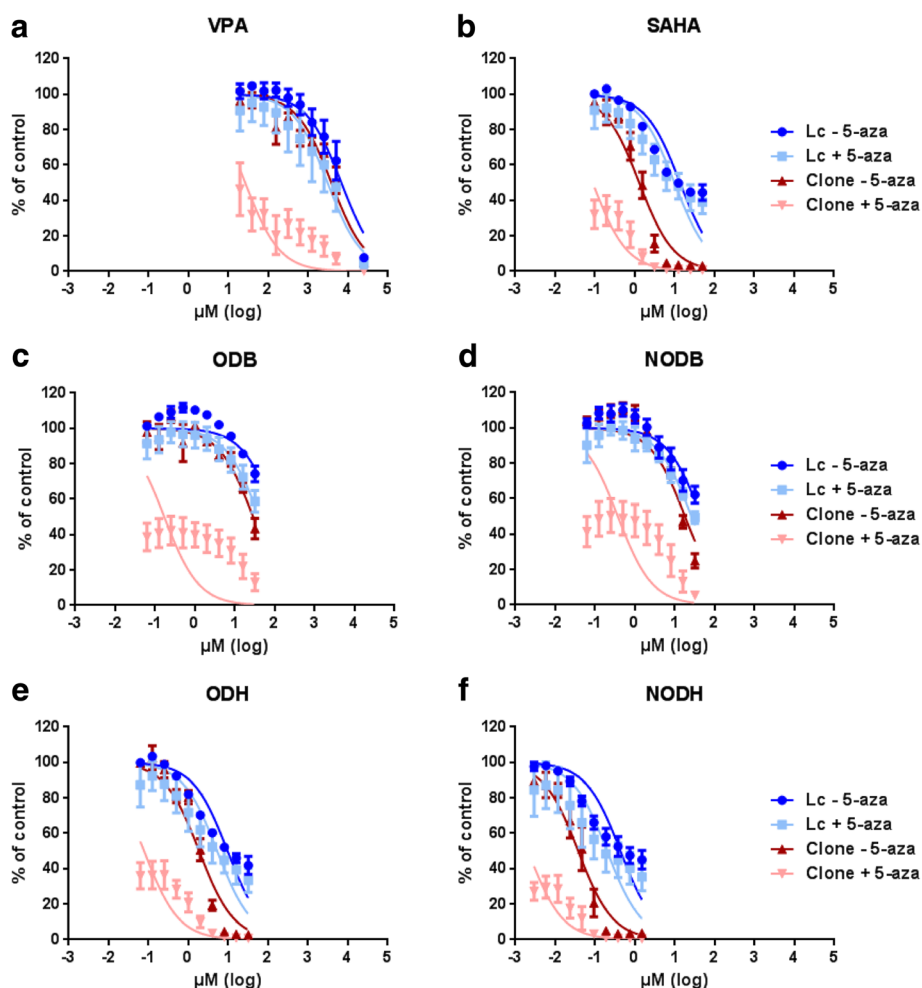 a
VPA
120
100
80
60
40
20
0
% of control
-3 -2 -1 0 1 2 3 4 5
µM (log)
b
SAHA
120
100
80
60
40
20
0
% of control
-3 -2 -1 0 1 2 3 4 5
µM (log)
Lc - 5-aza
Lc + 5-aza
Clone - 5-aza
Clone + 5-aza
c
ODB
120
100
80
60
40
20
0
% of control
-3 -2 -1 0 1 2 3 4 5
µM (log)
d
NODB
120
100
80
60
40
20
0
% of control
-3 -2 -1 0 1 2 3 4 5
µM (log)
Lc - 5-aza
Lc + 5-aza
Clone - 5-aza
Clone + 5-aza
e
ODH
120
100
80
60
40
20
0
% of control
-3 -2 -1 0 1 2 3 4 5
µM (log)
f
NODH
120
100
80
60
40
20
0
% of control
-3 -2 -1 0 1 2 3 4 5
µM (log)
Lc - 5-aza
Lc + 5-aza
Clone - 5-aza
Clone + 5-aza